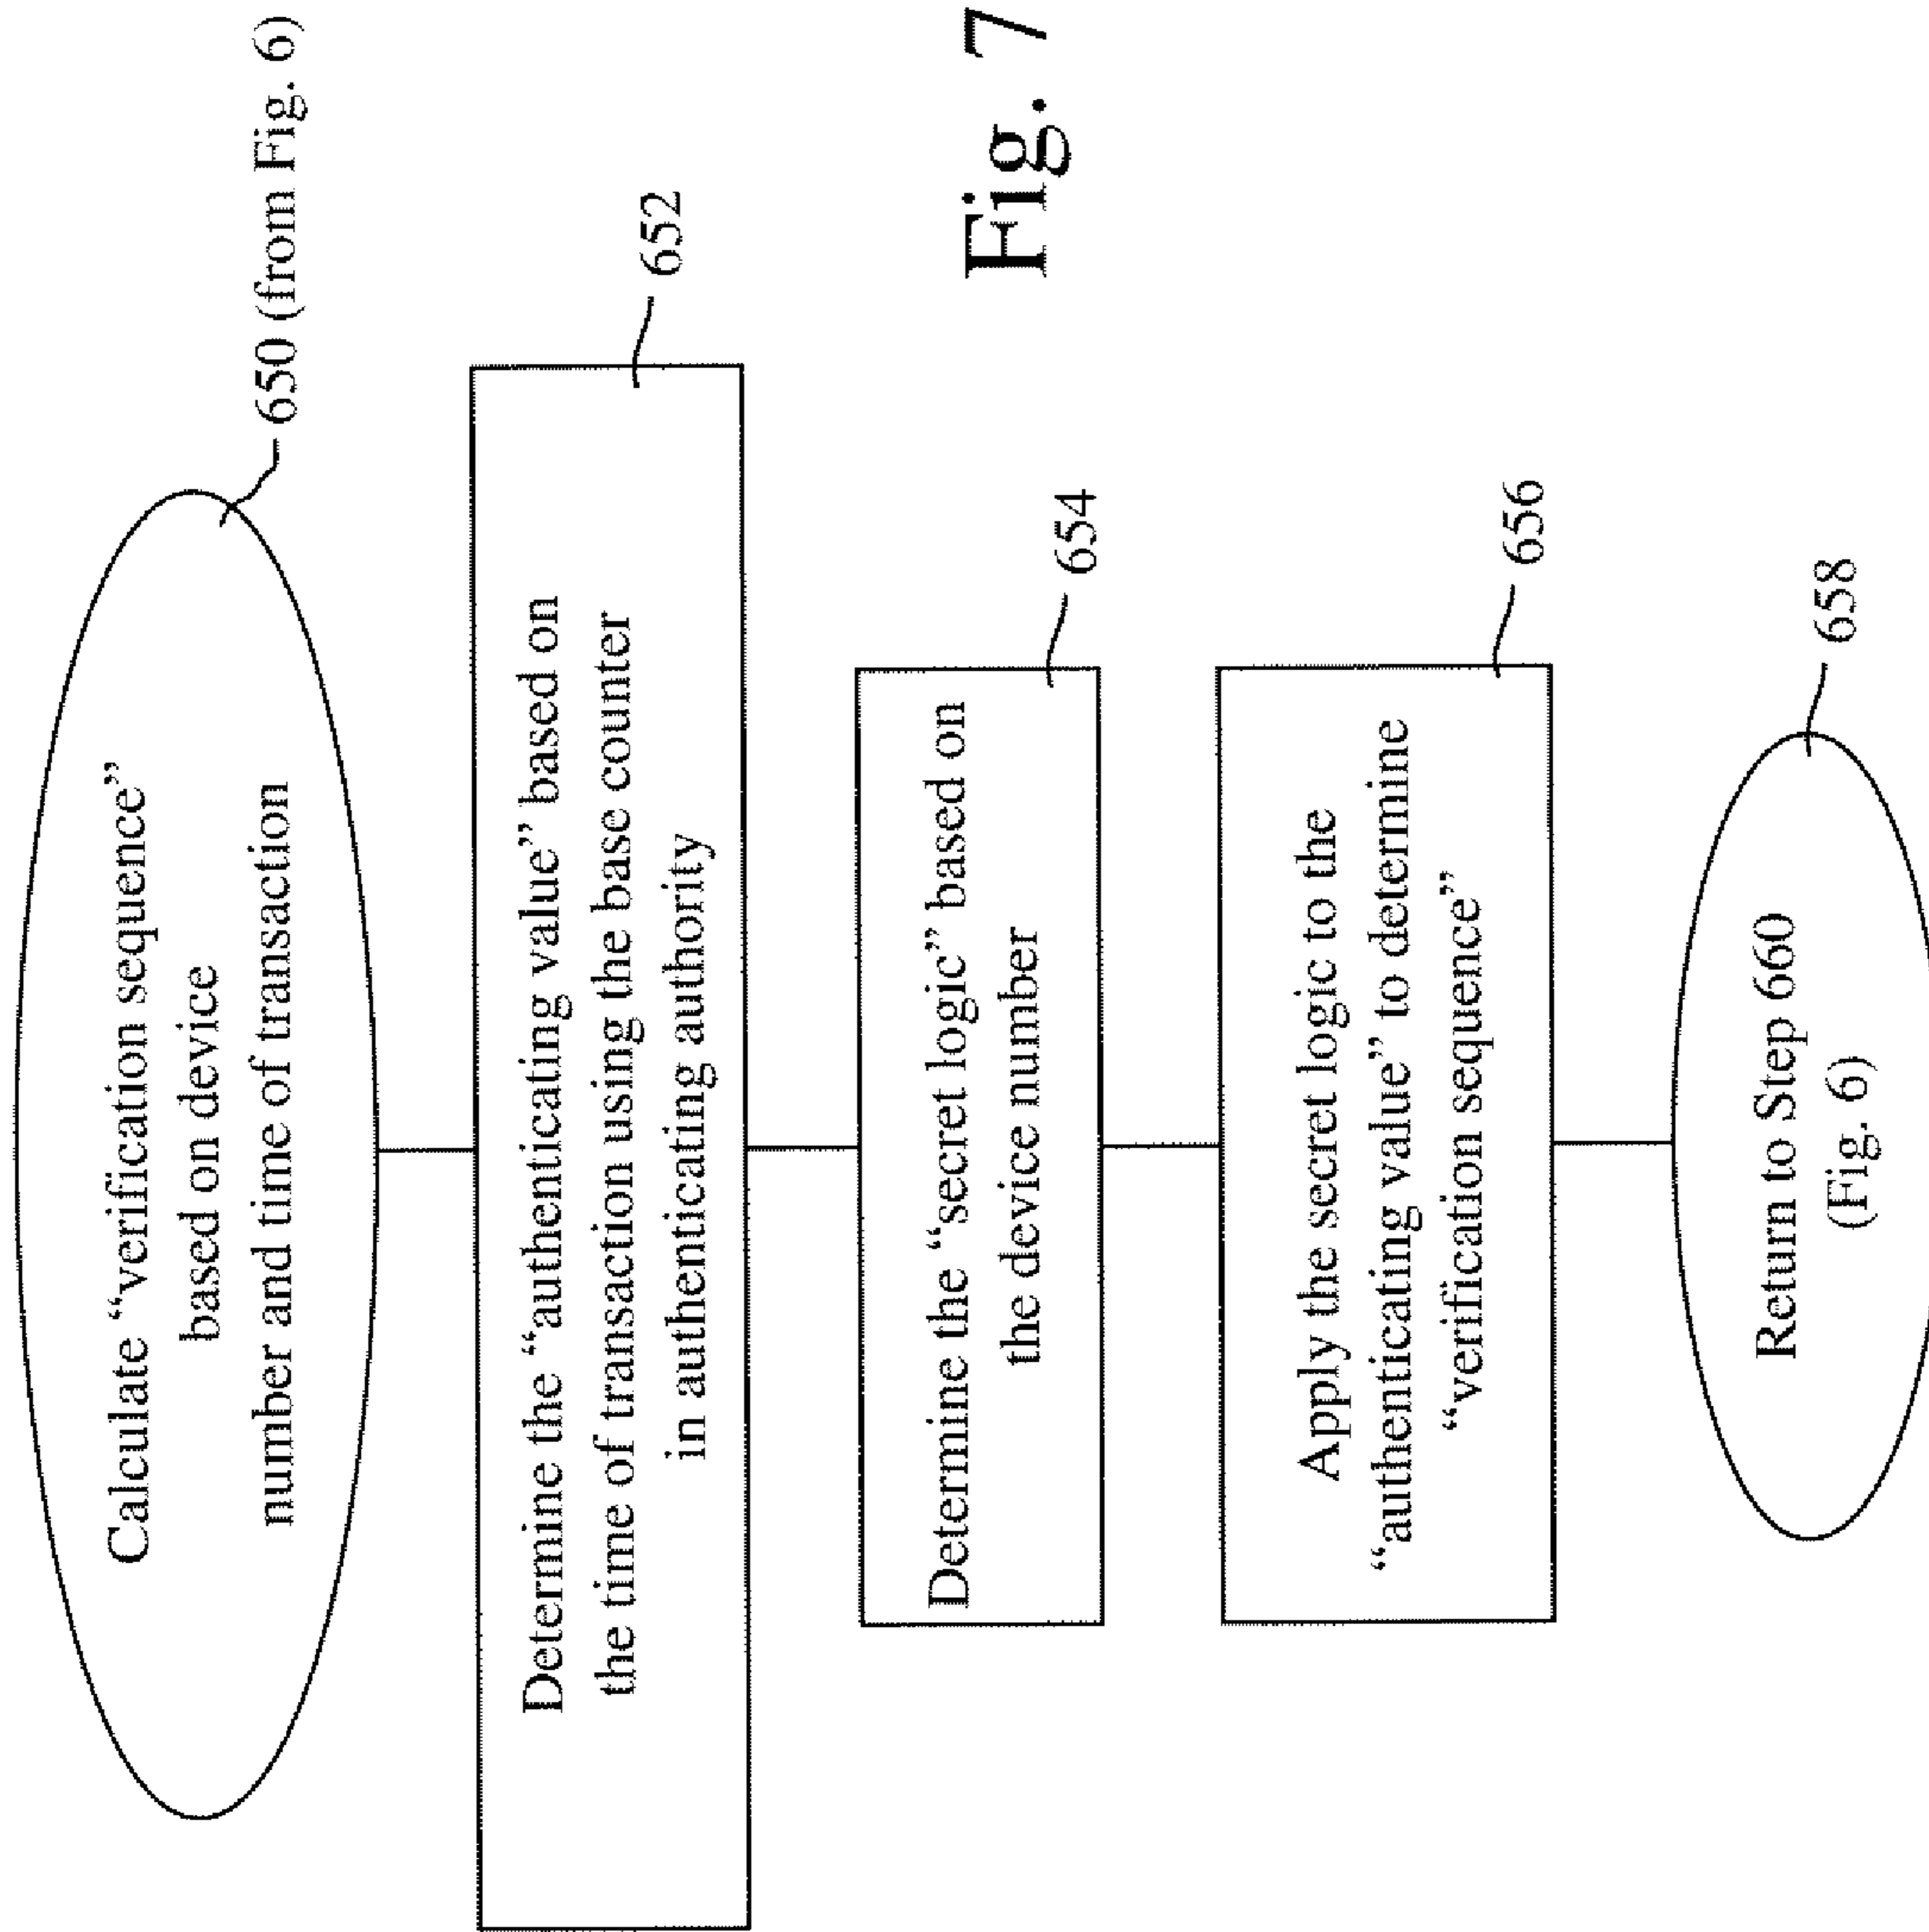 Calculate “verification sequence”
based on device
number and time of transaction
650 (from Fig. 6)
Determine the “authenticating value” based on
the time of transaction using the base counter
in authenticating authority
652
Determine the “secret logic” based on
the device number
654
Apply the secret logic to the
“authenticating value” to determine
“verification sequence”
656
Return to Step 660
(Fig. 6)
658
Fig. 7